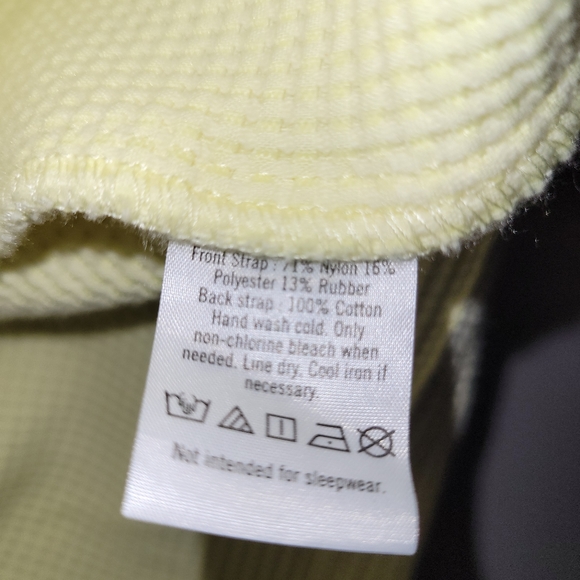 Front Strap : 71% Nylon 16%
Polyester 13% Rubber
Back strap : 100% Cotton
Hand wash cold. Only
non-chlorine bleach when
needed. Line dry. Cool iron if
necessary.
Not intended for sleepwear.